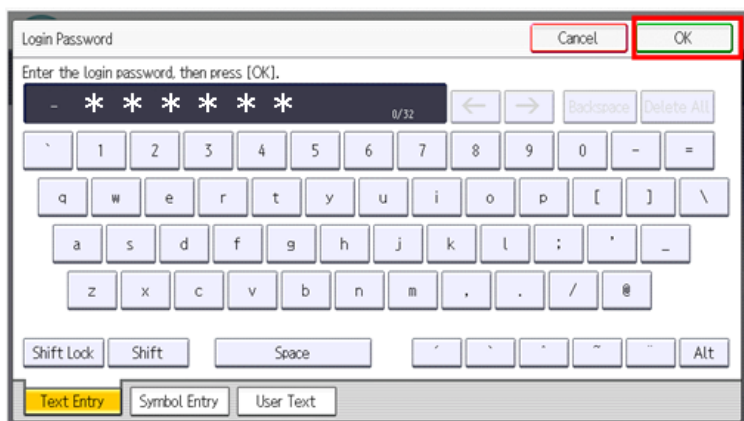 Login Password Cancel OK
Enter the login password, then press [OK].
- ****** 0/32 ← → Backspace Delete All
` 1 2 3 4 5 6 7 8 9 0 - =
q w e r t y u i o p [ ] \
a s d f g h j k l ; ' _
z x c v b n m , . / @
Shift Lock Shift Space ´ ` ^ ~ ¨ Alt
Text Entry Symbol Entry User Text